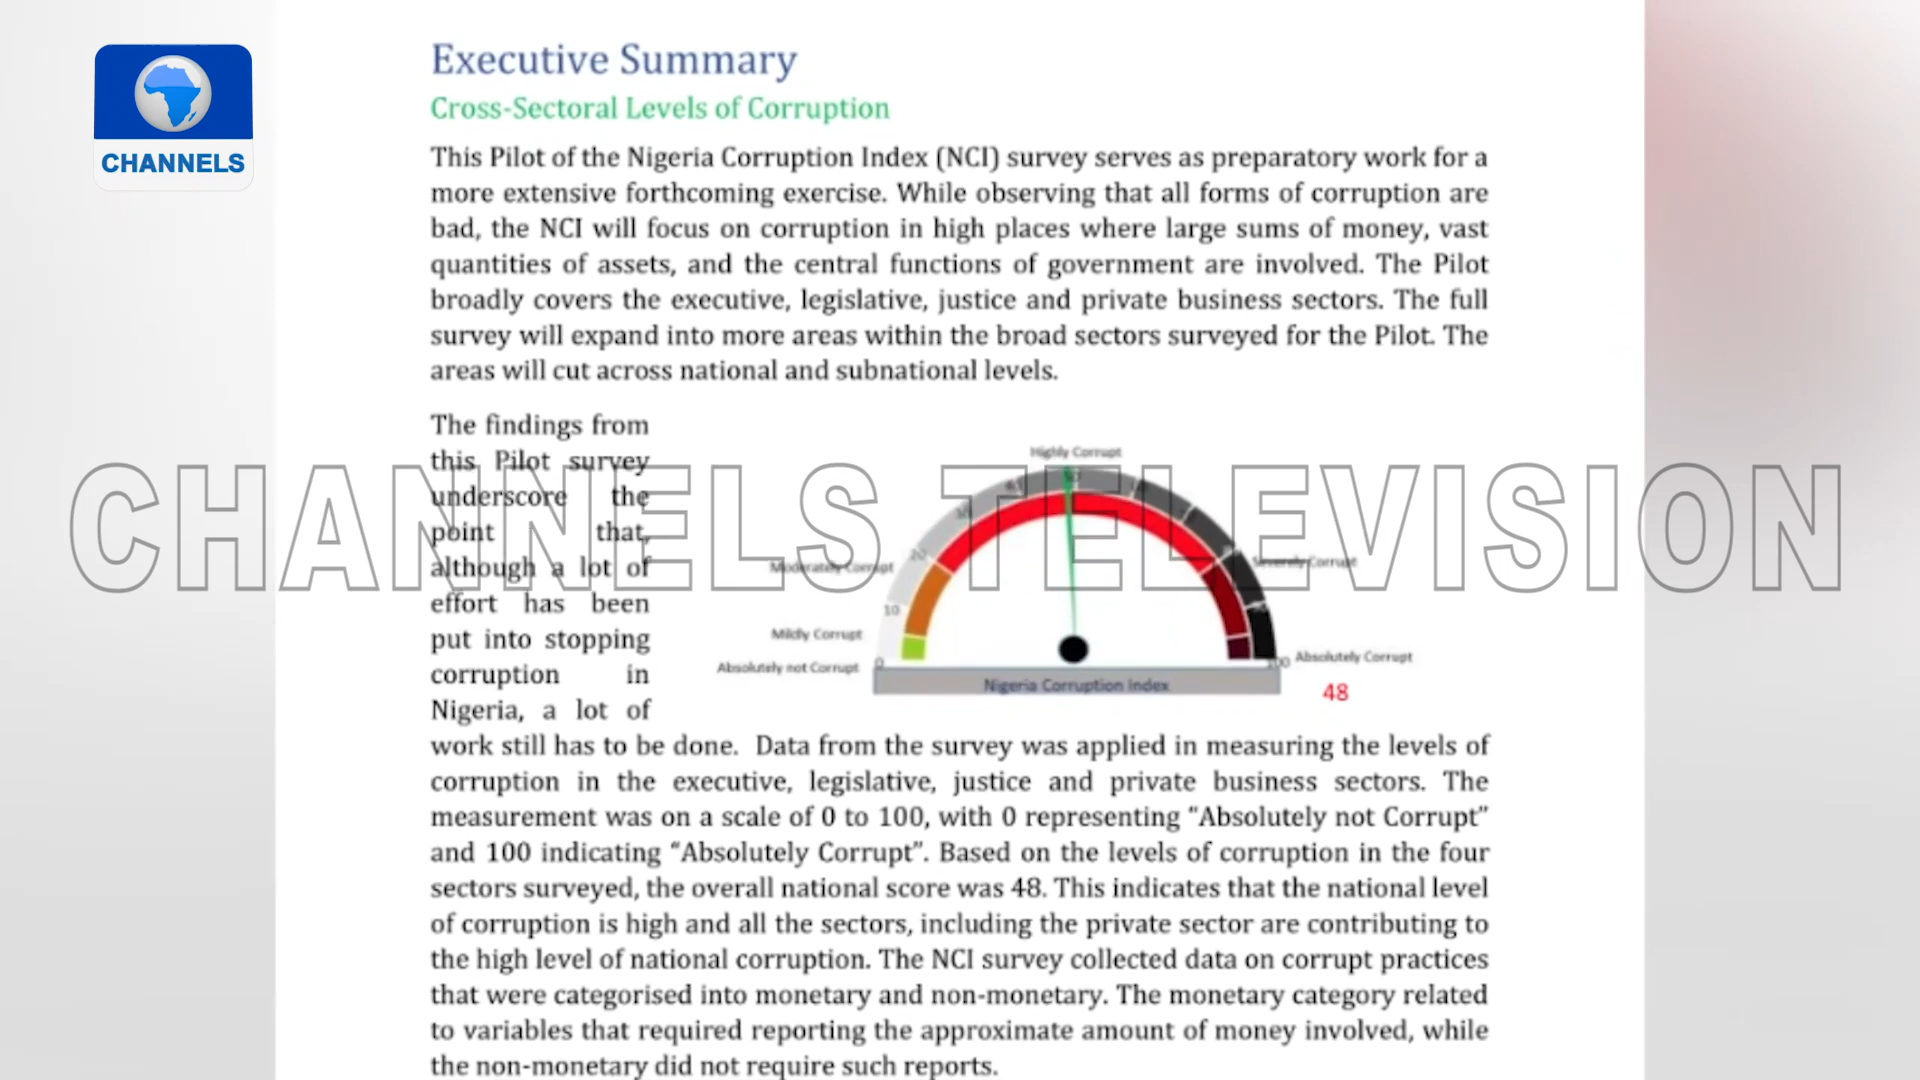 CHANNELS
Executive Summary
Cross-Sectoral Levels of Corruption
This Pilot of the Nigeria Corruption Index (NCI) survey serves as preparatory work for a
more extensive forthcoming exercise. While observing that all forms of corruption are
bad, the NCI will focus on corruption in high places where large sums of money, vast
quantities of assets, and the central functions of government are involved. The Pilot
broadly covers the executive, legislative, justice and private business sectors. The full
survey will expand into more areas within the broad sectors surveyed for the Pilot. The
areas will cut across national and subnational levels.
The findings from
this Pilot survey
underscore the
point that,
although a lot of
effort has been
put into stopping
corruption in
Nigeria, a lot of
CHANNELS TELEVISION
Highly Corrupt
Moderately Corrupt
Severely Corrupt
Mildly Corrupt
Absolutely not Corrupt
Absolutely Corrupt
0
10
20
100
Nigeria Corruption Index
48
work still has to be done. Data from the survey was applied in measuring the levels of
corruption in the executive, legislative, justice and private business sectors. The
measurement was on a scale of 0 to 100, with 0 representing “Absolutely not Corrupt”
and 100 indicating “Absolutely Corrupt”. Based on the levels of corruption in the four
sectors surveyed, the overall national score was 48. This indicates that the national level
of corruption is high and all the sectors, including the private sector are contributing to
the high level of national corruption. The NCI survey collected data on corrupt practices
that were categorised into monetary and non-monetary. The monetary category related
to variables that required reporting the approximate amount of money involved, while
the non-monetary did not require such reports.